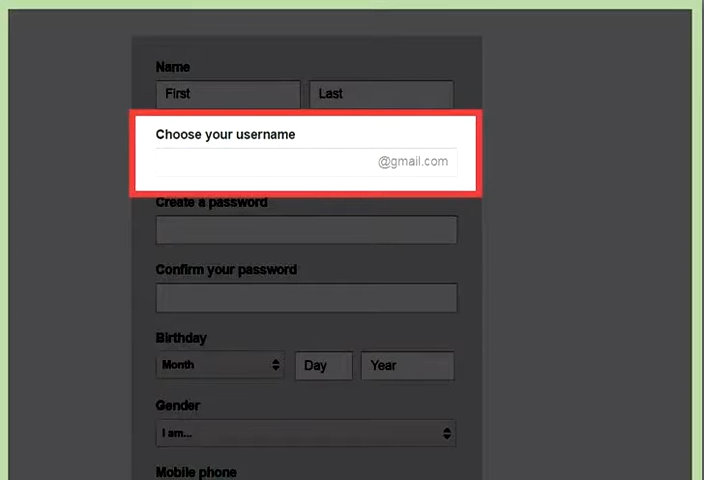 Name
First Last
Choose your username
@gmail.com
Create a password
Confirm your password
Birthday
Month Day Year
Gender
I am...
Mobile phone